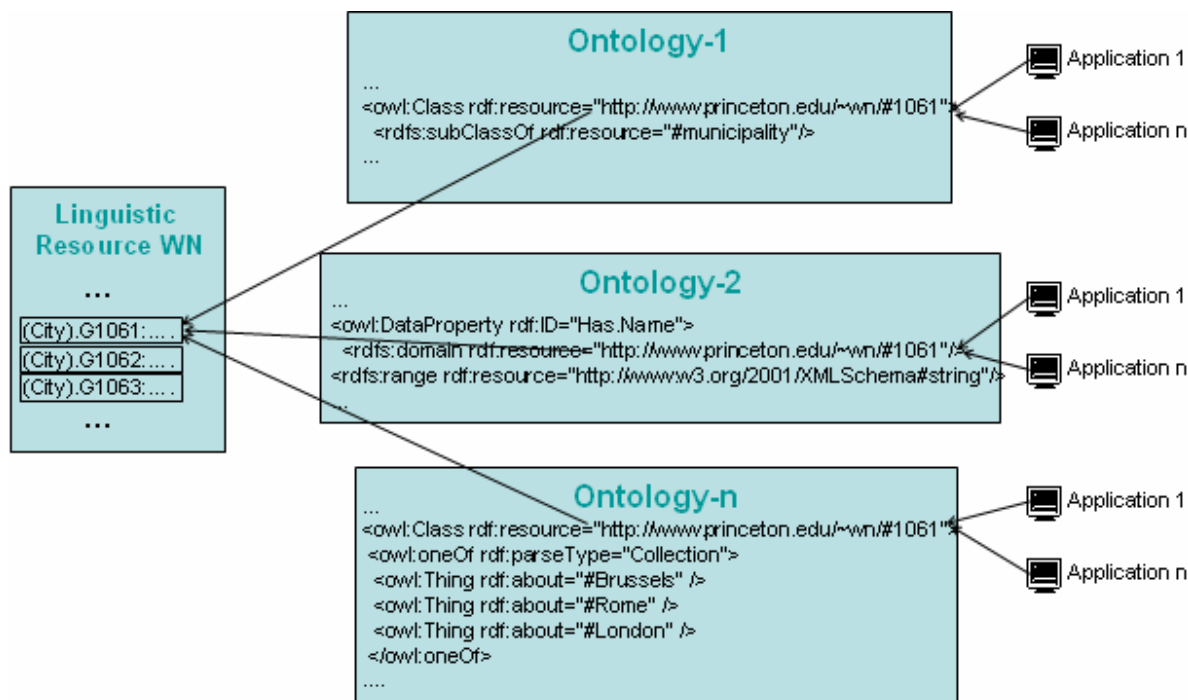 Ontology-1
...
<owl:Class rdf:resource="http://www.princeton.edu/~wn/#1061">
<rdfs:subClassOf rdf:resource="#municipality"/>
...
Application 1
Application n
Linguistic
Resource WN
...
(City).G1061:... .
(City).G1062:... .
(City).G1063:... .
...
Ontology-2
...
<owl:DataProperty rdf:ID="Has.Name">
<rdfs:domain rdf:resource="http://www.princeton.edu/~wn/#1061"/>
<rdfs:range rdf:resource="http://www.w3.org/2001/XMLSchema#string"/>
...
Application 1
Application n
Ontology-n
...
<owl:Class rdf:resource="http://www.princeton.edu/~wn/#1061">
<owl:oneOf rdf:parseType="Collection">
<owl:Thing rdf:about="#Brussels" />
<owl:Thing rdf:about="#Rome" />
<owl:Thing rdf:about="#London" />
</owl:oneOf>
....
Application 1
Application n